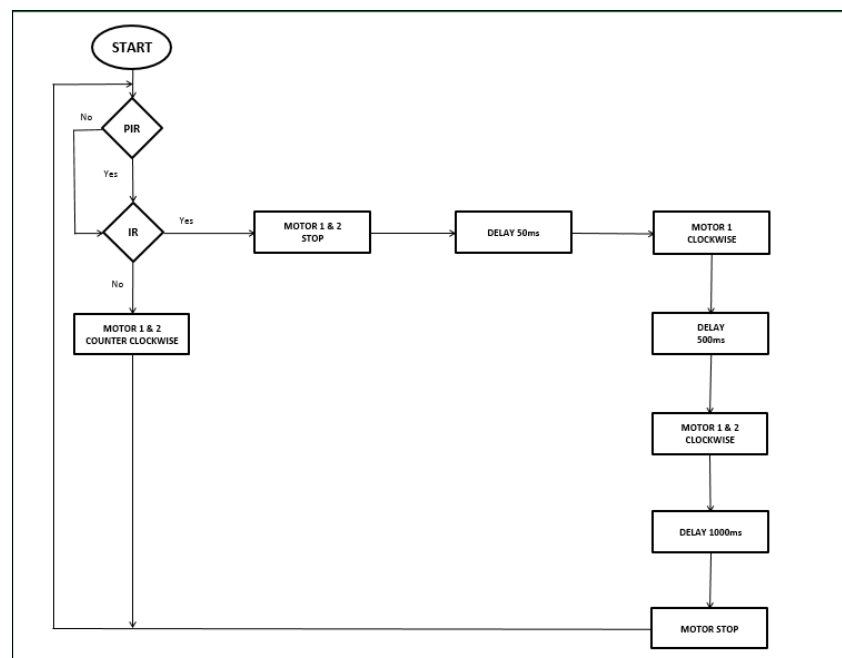 START
No
PIR
Yes
IR
Yes
MOTOR 1 & 2
STOP
DELAY 50ms
MOTOR 1
CLOCKWISE
No
MOTOR 1 & 2
COUNTER CLOCKWISE
DELAY
500ms
MOTOR 1 & 2
CLOCKWISE
DELAY 1000ms
MOTOR STOP